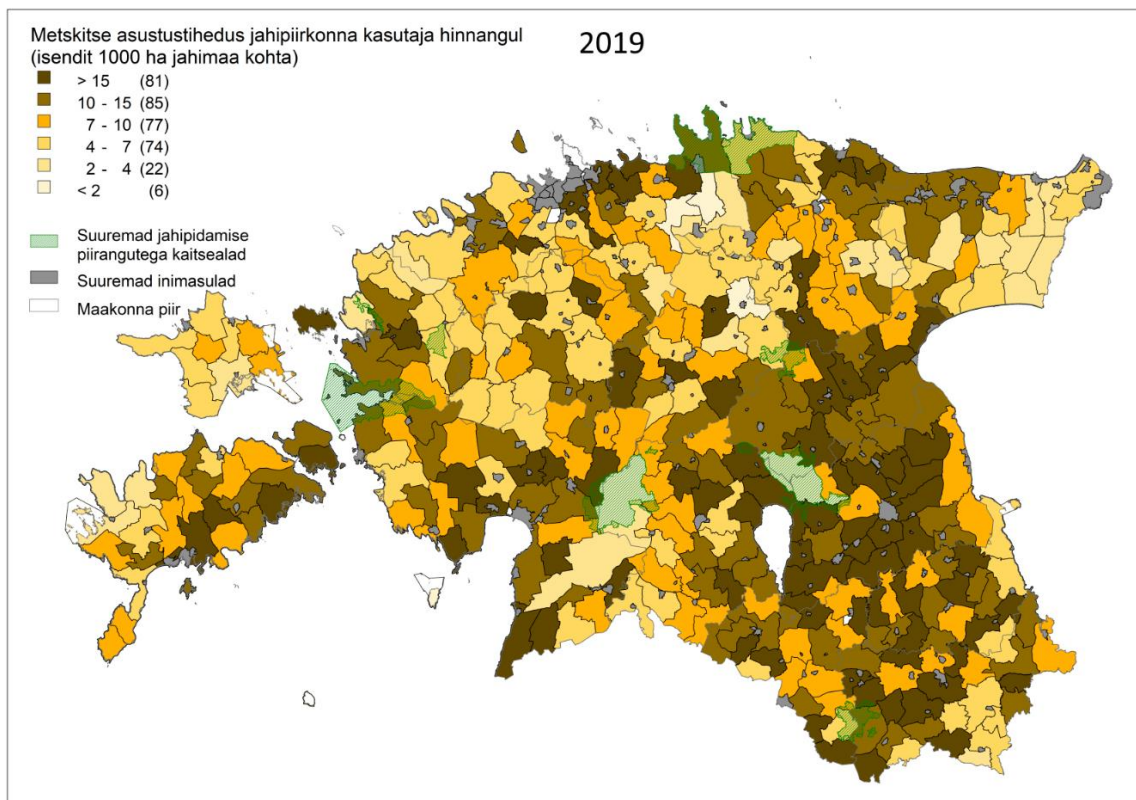 Metskitse asustustihedus jahipiirkonna kasutaja hinnangul
(isendit 1000 ha jahimaa kohta)
2019
> 15 (81)
10 - 15 (85)
7 - 10 (77)
4 - 7 (74)
2 - 4 (22)
< 2 (6)
Suuremad jahipidamise
piirangutega kaitsealad
Suuremad inimasulad
Maakonna piir